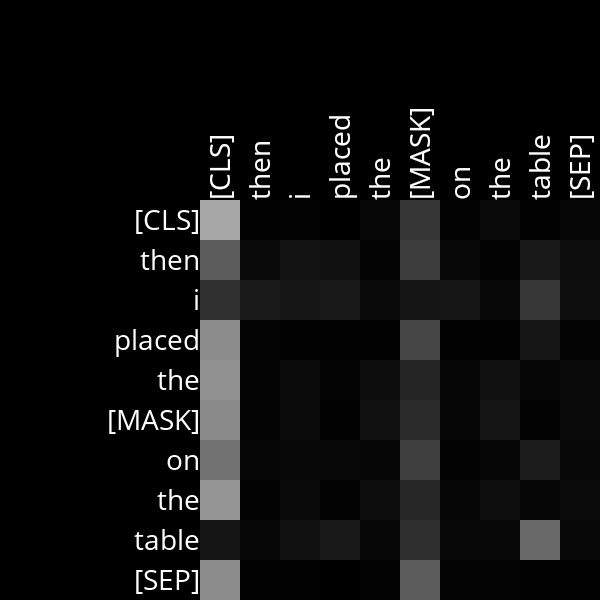 [CLS] then i placed the [MASK] on the table [SEP]
[CLS]
then
i
placed
the
[MASK]
on
the
table
[SEP]